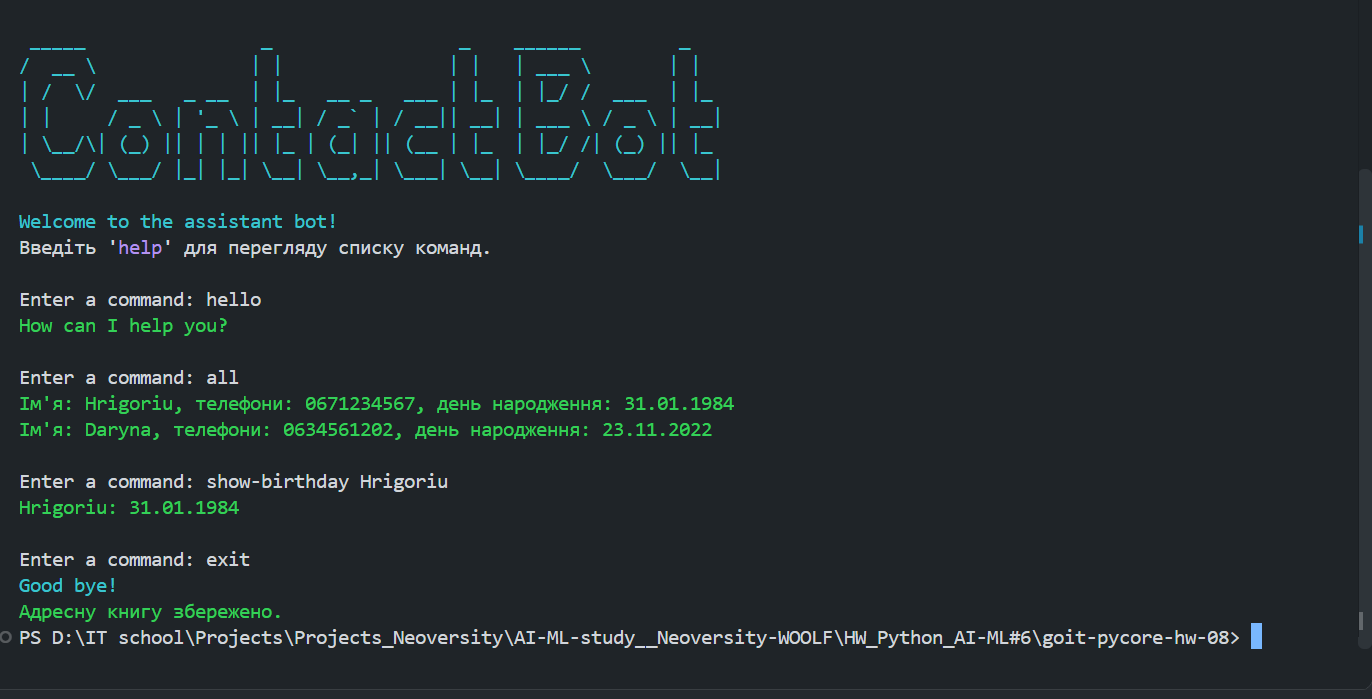 ContactBot
Welcome to the assistant bot!
Введіть 'help' для перегляду списку команд.
Enter a command: hello
How can I help you?
Enter a command: all
Ім'я: Hrigoriu, телефони: 0671234567, день народження: 31.01.1984
Ім'я: Daryna, телефони: 0634561202, день народження: 23.11.2022
Enter a command: show-birthday Hrigoriu
Hrigoriu: 31.01.1984
Enter a command: exit
Good bye!
Адресну книгу збережено.
PS D:\IT school\Projects\Projects_Neoversity\AI-ML-study__Neoversity-WOOLF\HW_Python_AI-ML#6\goit-pycore-hw-08>